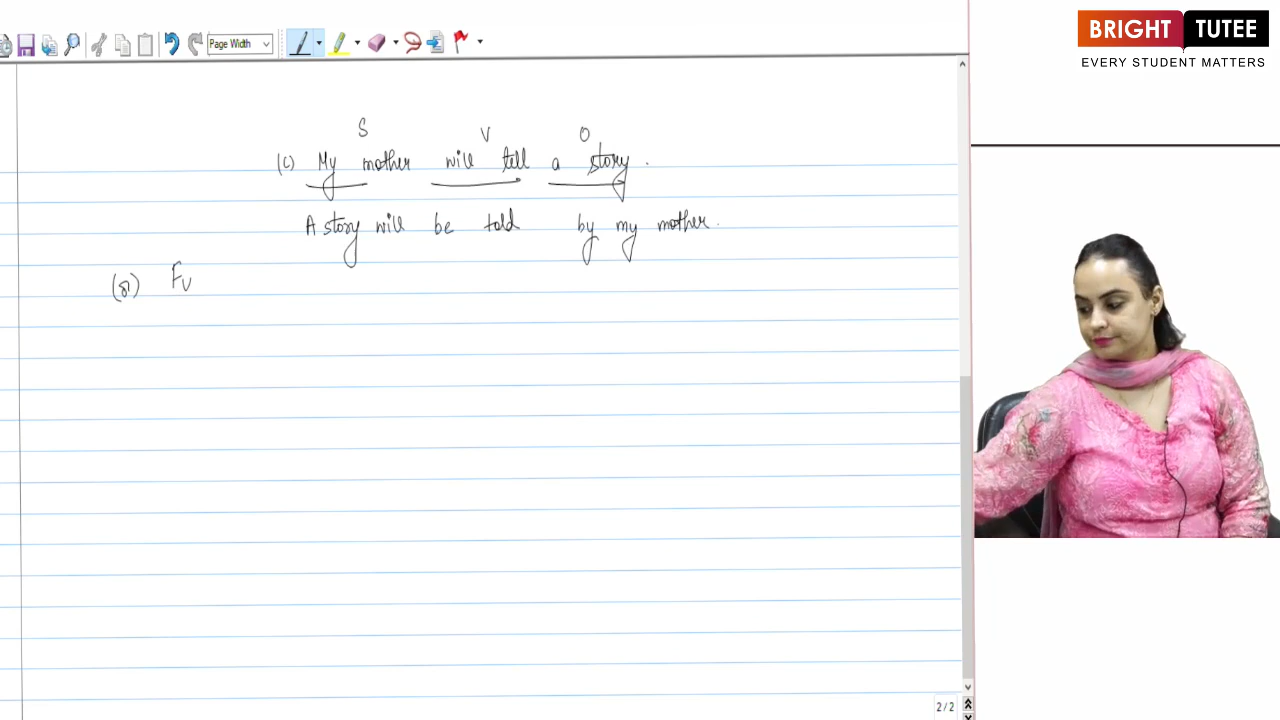 Page Width
BRIGHT TUTEE
EVERY STUDENT MATTERS
S V O
(c) My mother will tell a story.
A story will be told by my mother.
(8) Fu
2/2